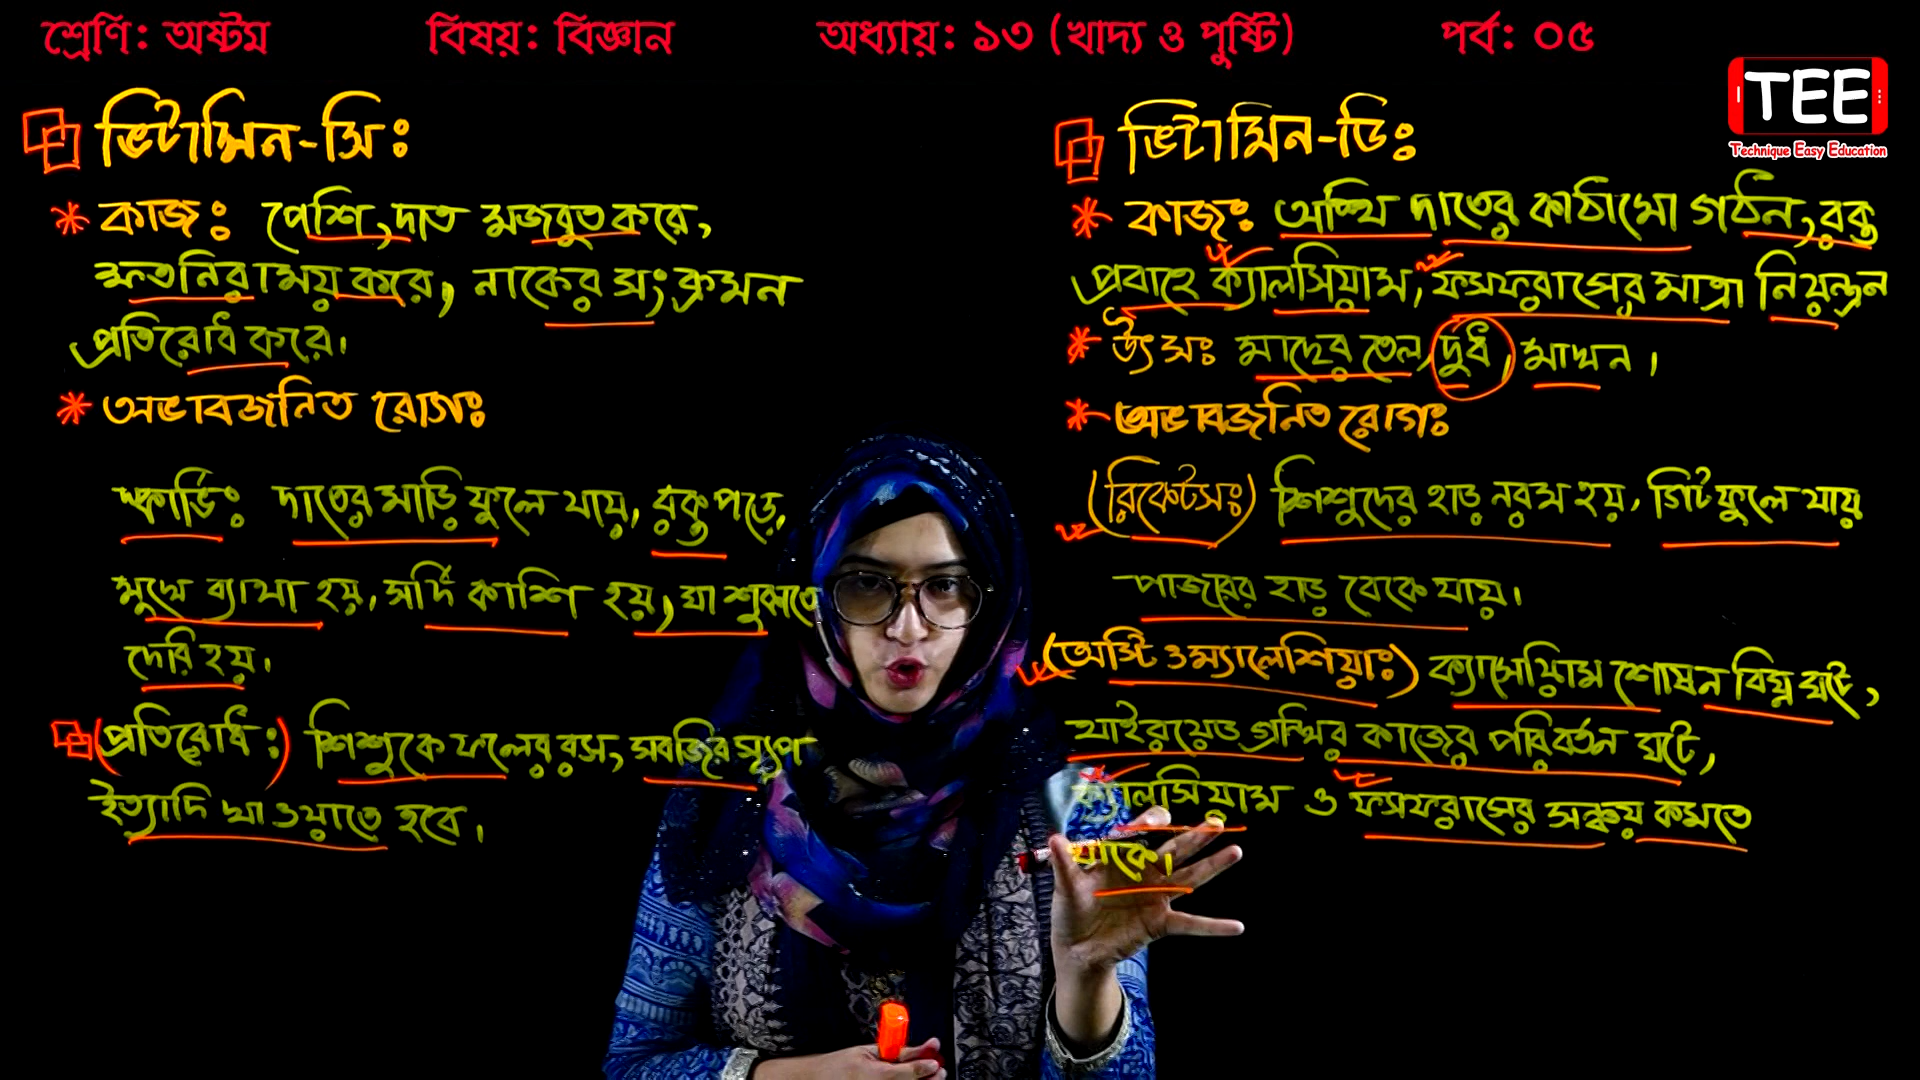 শ্রেণি: অষ্টম বিষয়: বিজ্ঞান অধ্যায়: ১৩ (খাদ্য ও পুষ্টি) পর্ব: ০৫
TEE
Technique Easy Education
ভিটামিন-সিঃ
* কাজঃ পেশি, দাত মজবুত করে,
ক্ষতনিরাময় করে, নাকের সংক্রমন
প্রতিরোধ করে।
* অভাবজনিত রোগঃ
স্কার্ভিঃ দাতের মাড়ি ফুলে যায়, রক্ত পড়ে,
মুখে ব্যাথা হয়, সর্দি কাশি হয়, ঘা শুকাতে
দেরি হয়।
(প্রতিরোধঃ) শিশুকে ফলের রস, সবজির স্যুপ
ইত্যাদি খাওয়াতে হবে।
ভিটামিন-ডিঃ
* কাজঃ অস্থি দাতের কাঠামো গঠন, রক্ত
প্রবাহে ক্যালসিয়াম, ফসফরাসের মাত্রা নিয়ন্ত্রন
* উৎসঃ মাছের তেল, দুধ, মাখন।
* অভাবজনিত রোগঃ
(রিকেটসঃ) শিশুদের হাড় নরম হয়, গিট ফুলে যায়
পাজরের হাড় বেকে যায়।
(অস্টিওম্যালেশিয়াঃ) শোষন বিঘ্ন ঘটে,
থাইরয়েড গ্রন্থির কাজের পরিবর্তন ঘটে,
ক্যালসিয়াম ও ফসফরাসের সঞ্চয় কমতে
থাকে।